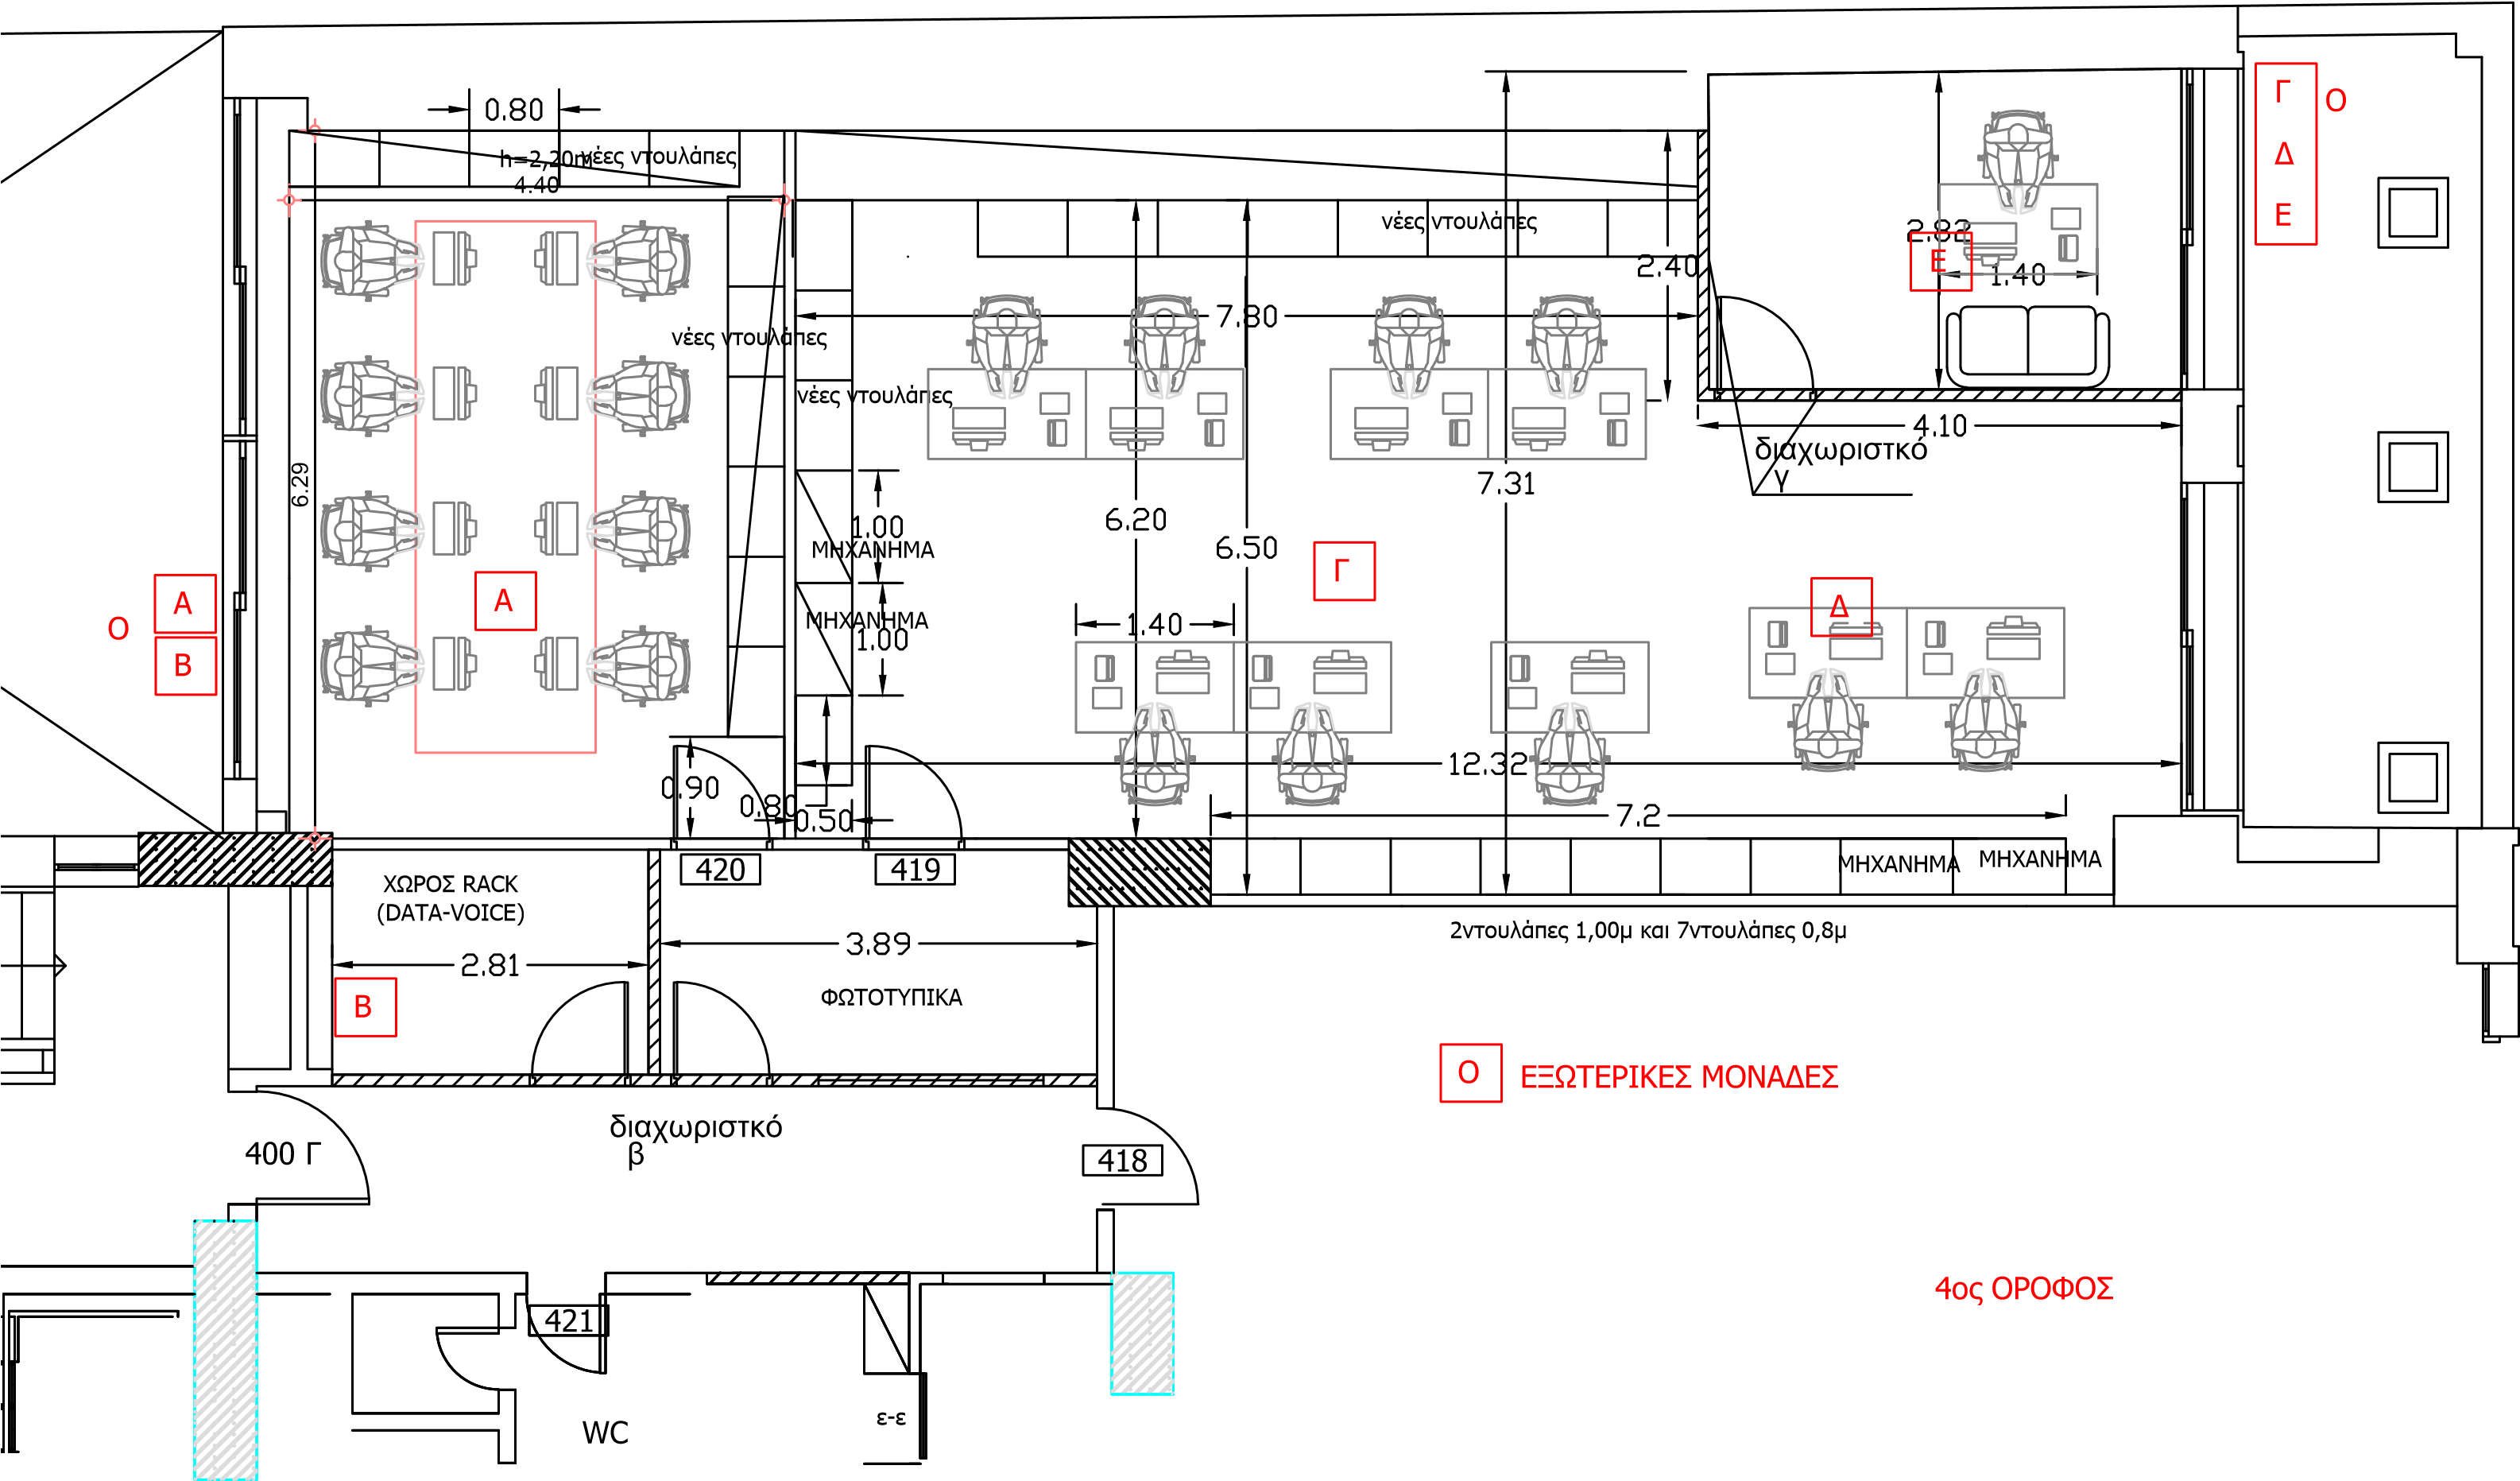 0.80
h=2,20m
νέες ντουλάπες
4.40
νέες ντουλάπες
Γ
Ο
Δ
Ε
2.82
Ε
1.40
2.40
7.80
νέες ντουλάπες
νέες ντουλάπες
4.10
διαχωριστκό
γ
6.29
7.31
6.20
6.50
1.00
ΜΗΧΑΝΗΜΑ
ΜΗΧΑΝΗΜΑ
1.00
Γ
Α
Ο
Β
Α
Δ
1.40
12.32
0.90
0.80
0.50
7.2
420
419
ΜΗΧΑΝΗΜΑ
ΜΗΧΑΝΗΜΑ
ΧΩΡΟΣ RACK
(DATA-VOICE)
2ντουλάπες 1,00μ και 7ντουλάπες 0,8μ
3.89
2.81
Β
ΦΩΤΟΤΥΠΙΚΑ
Ο
ΕΞΩΤΕΡΙΚΕΣ ΜΟΝΑΔΕΣ
διαχωριστκό
β
400 Γ
418
4ος ΟΡΟΦΟΣ
421
WC
ε-ε